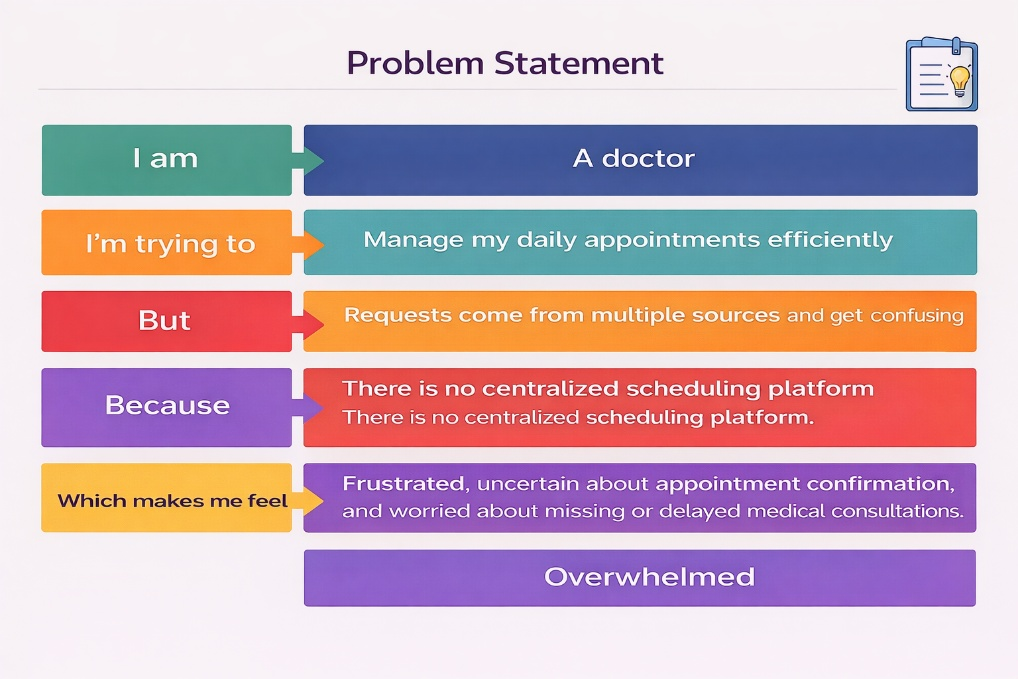 Problem Statement
I am
A doctor
I'm trying to
Manage my daily appointments efficiently
But
Requests come from multiple sources and get confusing
Because
There is no centralized scheduling platform
There is no centralized scheduling platform.
Which makes me feel
Frustrated, uncertain about appointment confirmation,
and worried about missing or delayed medical consultations.
Overwhelmed